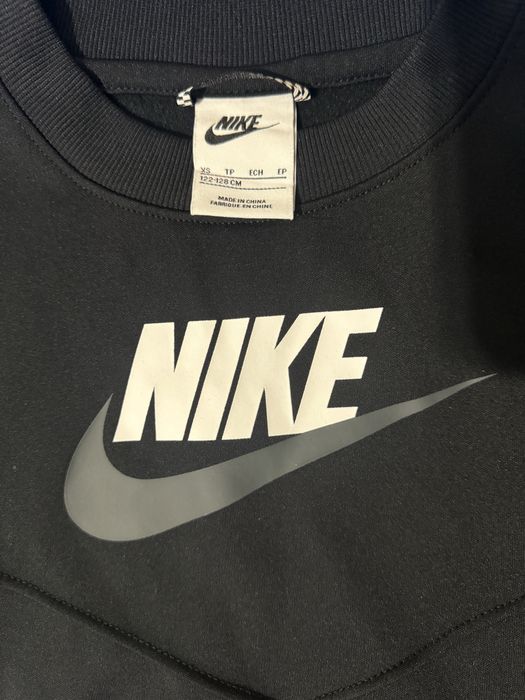 NIKE
XS TP ECH EP
122-128 CM
MADE IN CHINA
FABRIQUÉ EN CHINE
NIKE